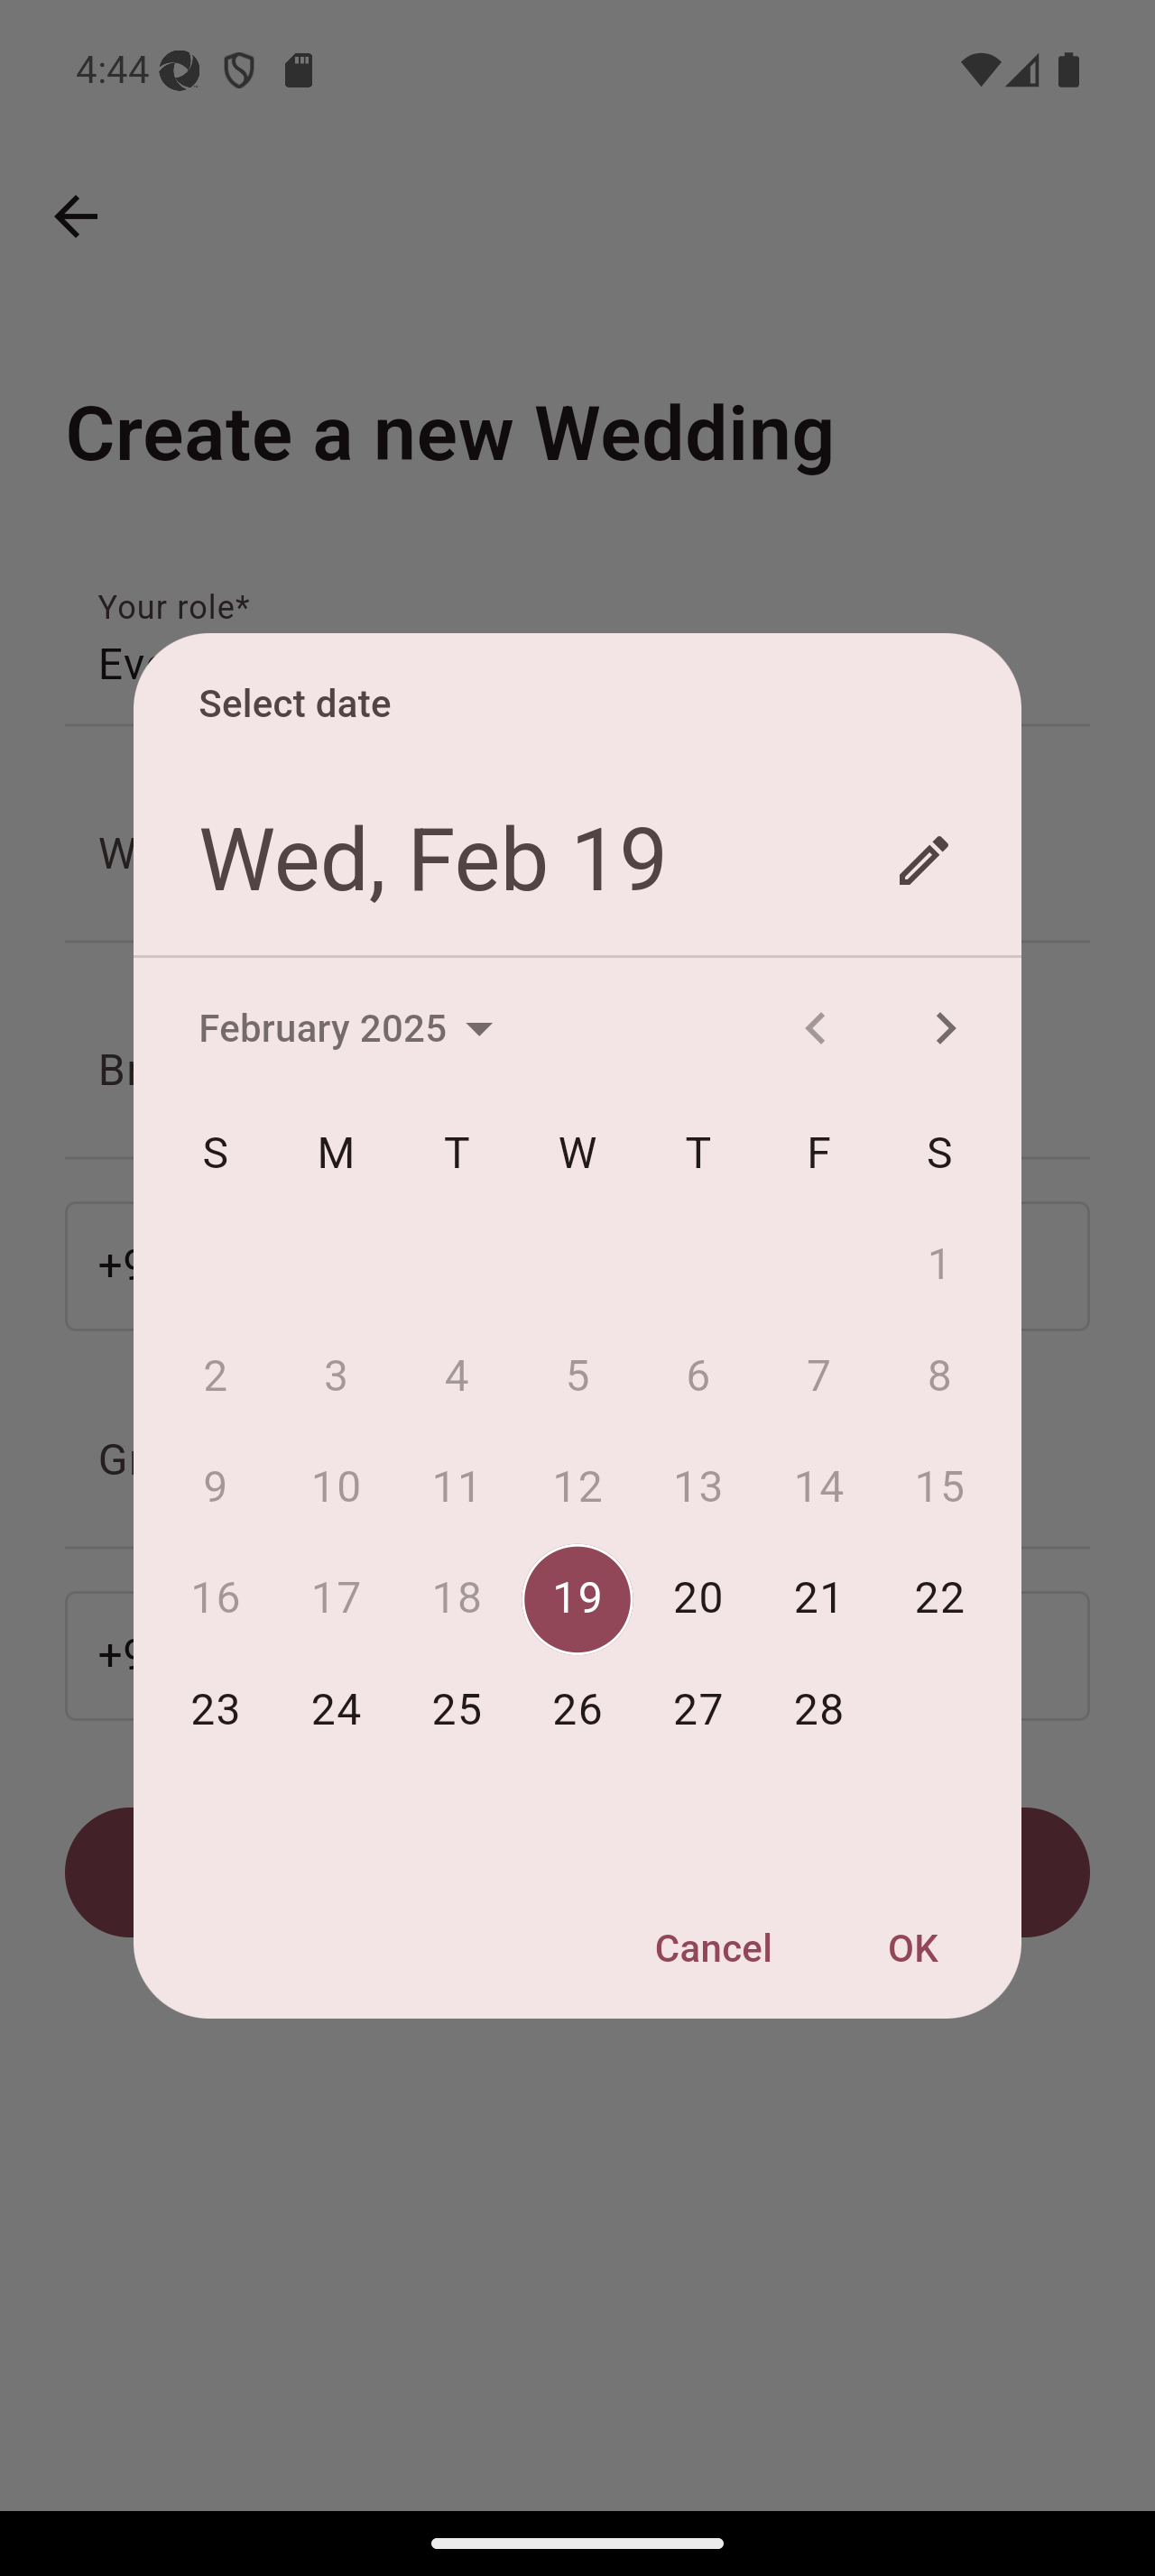 4:44
Create a new Wedding
Your role*
Select date
Wed, Feb 19
February 2025
S M T W T F S
1
2 3 4 5 6 7 8
9 10 11 12 13 14 15
16 17 18 19 20 21 22
23 24 25 26 27 28
Cancel OK